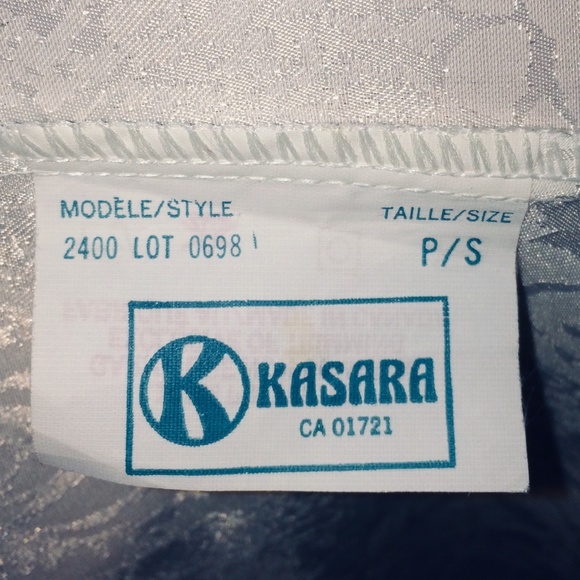 MODÈLE/STYLE
2400 LOT 0698
TAILLE/SIZE
P/S
K KASARA
CA 01721